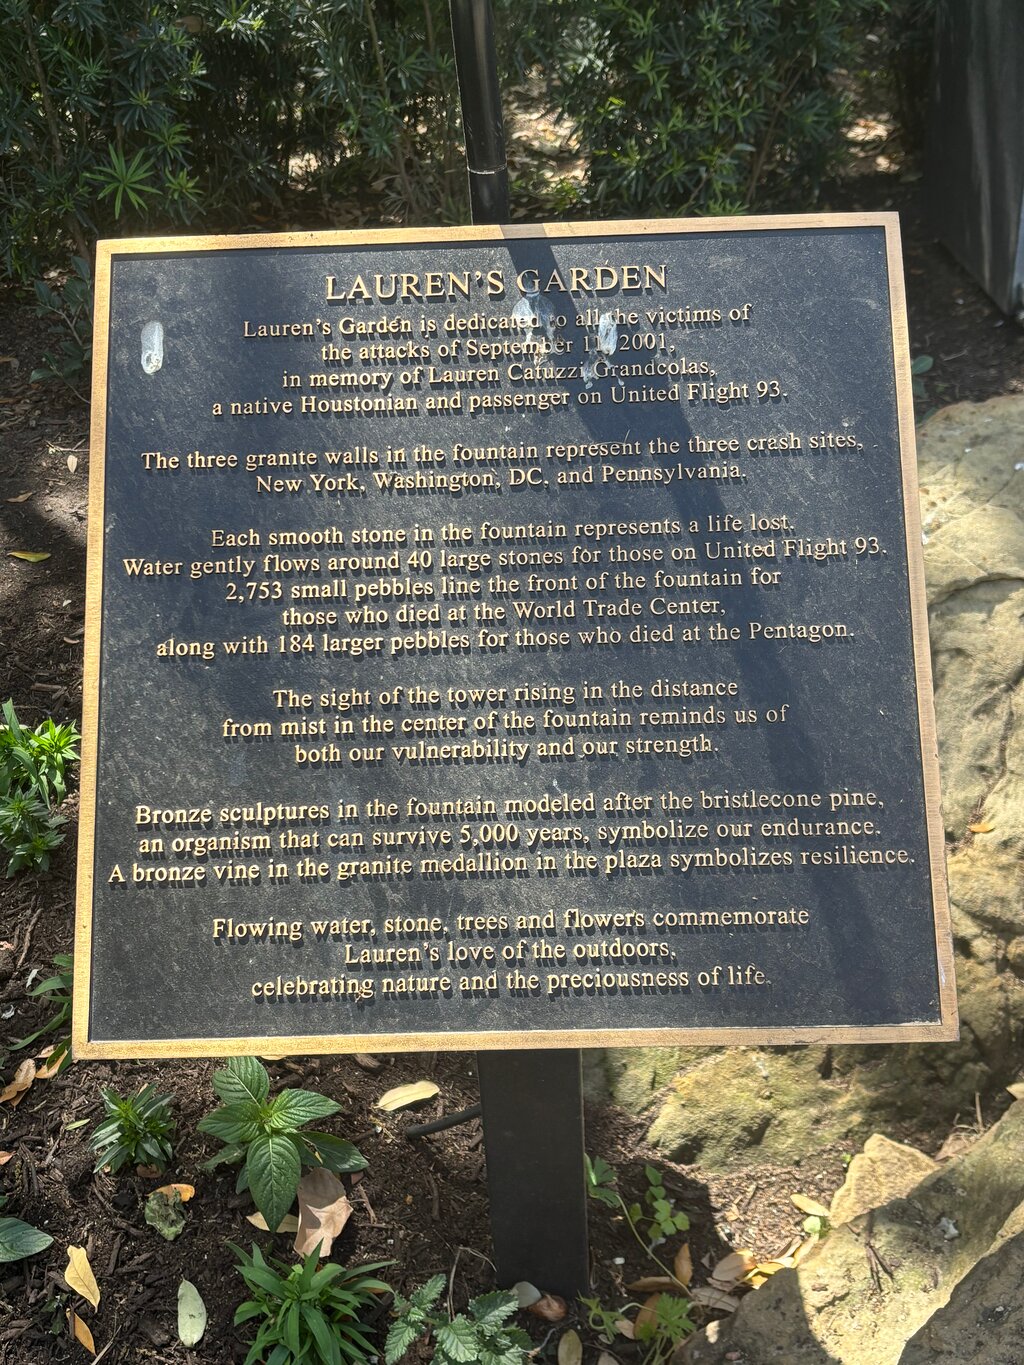 LAUREN'S GARDEN
Lauren's Garden is dedicated to all the victims of
the attacks of September 11, 2001,
in memory of Lauren Catuzzi Grandcolas,
a native Houstonian and passenger on United Flight 93.
The three granite walls in the fountain represent the three crash sites,
New York, Washington, DC, and Pennsylvania.
Each smooth stone in the fountain represents a life lost.
Water gently flows around 40 large stones for those on United Flight 93.
2,753 small pebbles line the front of the fountain for
those who died at the World Trade Center,
along with 184 larger pebbles for those who died at the Pentagon.
The sight of the tower rising in the distance
from mist in the center of the fountain reminds us of
both our vulnerability and our strength.
Bronze sculptures in the fountain modeled after the bristlecone pine,
an organism that can survive 5,000 years, symbolize our endurance.
A bronze vine in the granite medallion in the plaza symbolizes resilience.
Flowing water, stone, trees and flowers commemorate
Lauren's love of the outdoors,
celebrating nature and the preciousness of life.